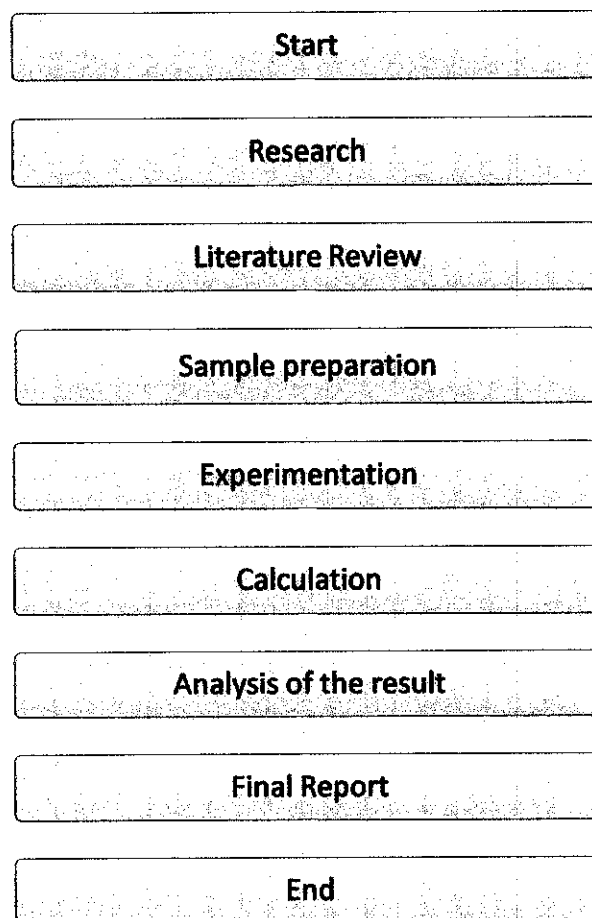 Start
Research
Literature Review
Sample preparation
Experimentation
Calculation
Analysis of the result
Final Report
End